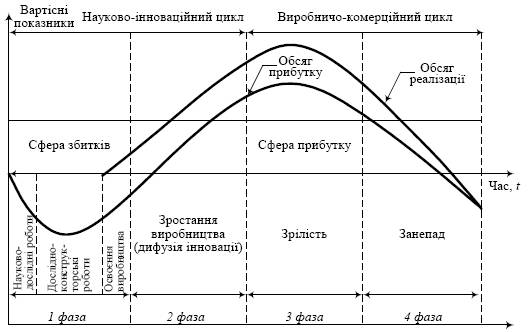 Вартісні
показники
Науково-інноваційний цикл
Виробничо-комерційний цикл
Обсяг
прибутку
Обсяг
реалізації
Сфера збитків
Сфера прибутку
Час, t
Науково-
дослідні роботи
Дослідно-
конструк-
торські
роботи
Освоєння
виробництва
Зростання
виробництва
(дифузія інновації)
Зрілість
Занепад
1 фаза
2 фаза
3 фаза
4 фаза